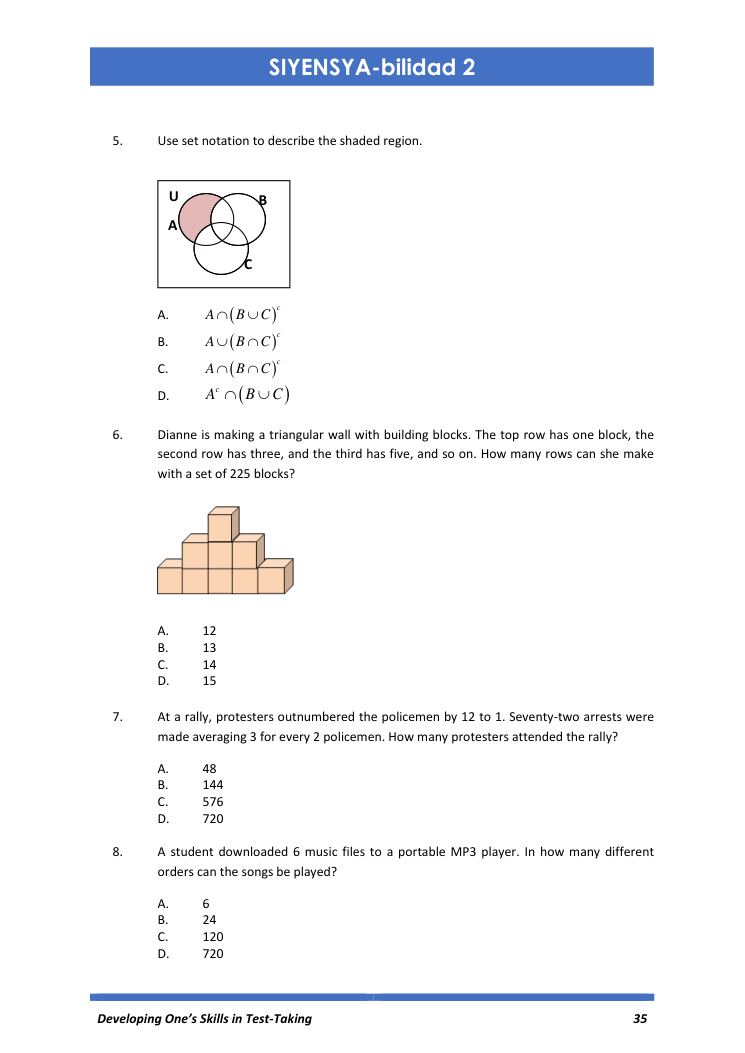 SIYENSYA-bilidad 2
5. Use set notation to describe the shaded region.
U
B
A
C
A. A∩(B∪C)ᶜ
B. A∪(B∩C)ᶜ
C. A∩(B∩C)ᶜ
D. Aᶜ∩(B∪C)
6. Dianne is making a triangular wall with building blocks. The top row has one block, the
second row has three, and the third has five, and so on. How many rows can she make
with a set of 225 blocks?
A. 12
B. 13
C. 14
D. 15
7. At a rally, protesters outnumbered the policemen by 12 to 1. Seventy-two arrests were
made averaging 3 for every 2 policemen. How many protesters attended the rally?
A. 48
B. 144
C. 576
D. 720
8. A student downloaded 6 music files to a portable MP3 player. In how many different
orders can the songs be played?
A. 6
B. 24
C. 120
D. 720
Developing One’s Skills in Test-Taking 35